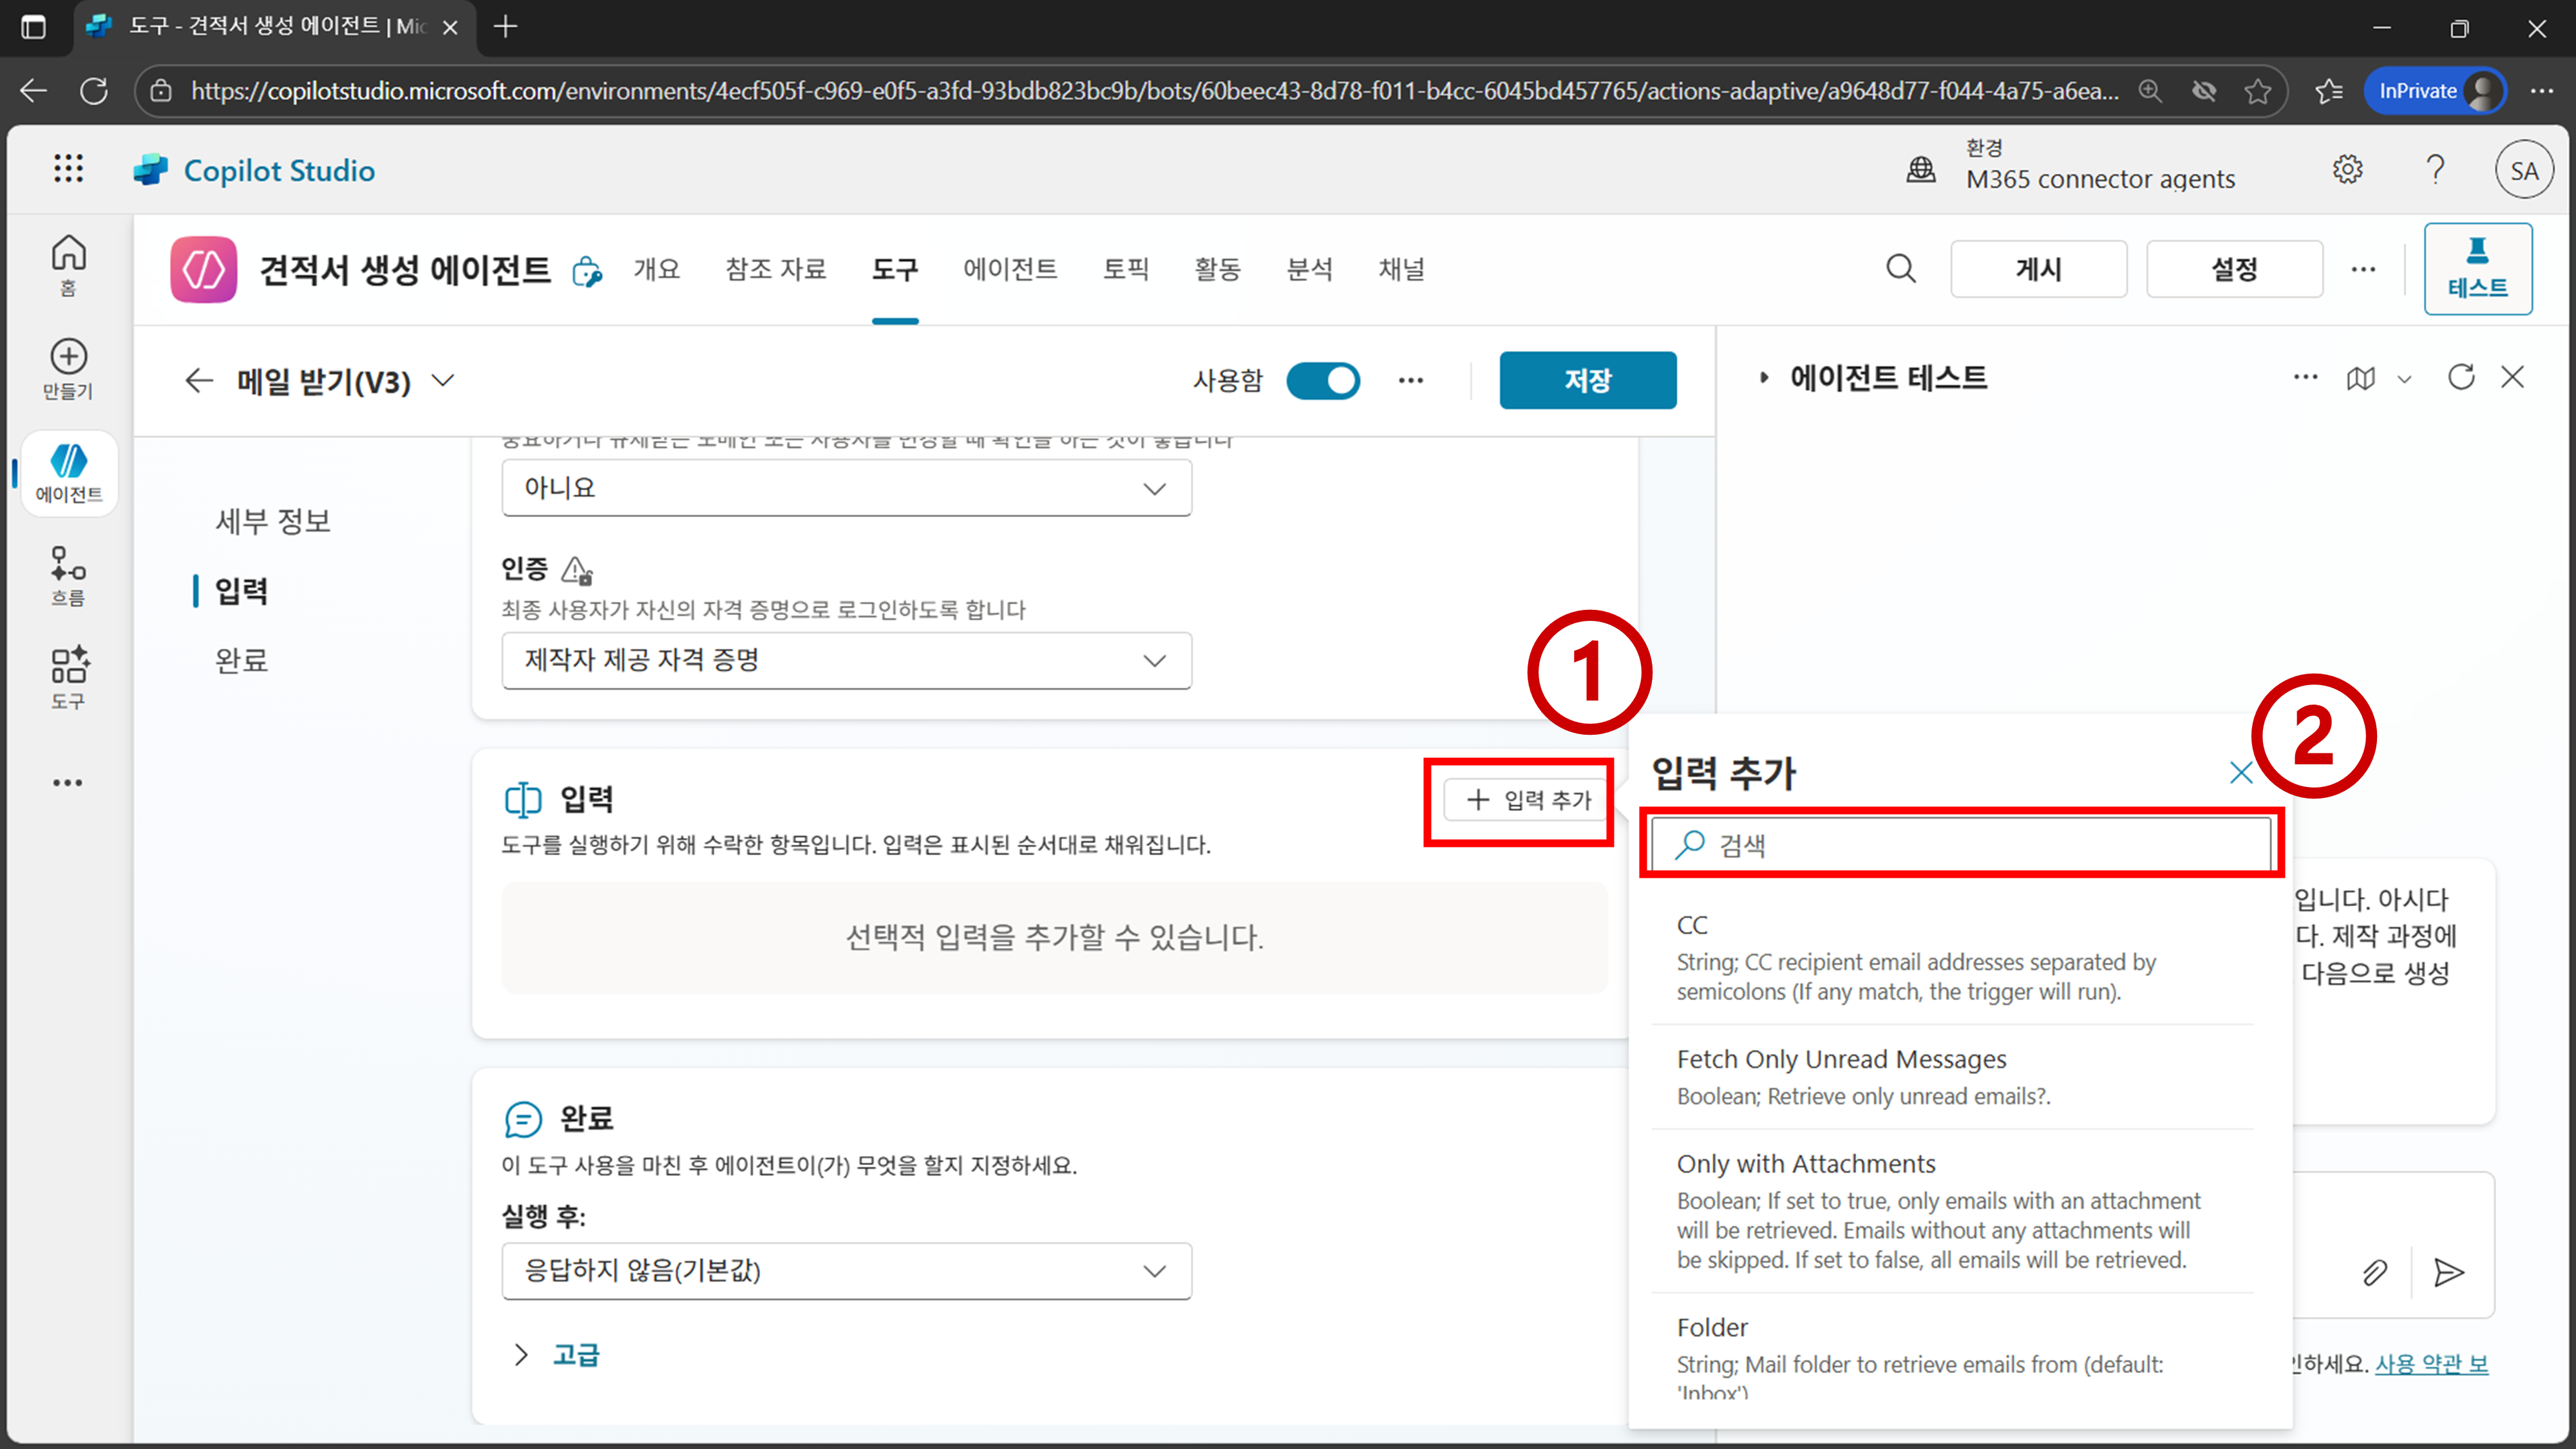 도구 - 견적서 생성 에이전트 | Mic
https://copilotstudio.microsoft.com/environments/4ecf505f-c969-e0f5-a3fd-93bdb823bc9b/bots/60beec43-8d78-f011-b4cc-6045bd457765/actions-adaptive/a9648d77-f044-4a75-a6ea...
InPrivate
Copilot Studio
환경
M365 connector agents
SA
홈
만들기
에이전트
흐름
도구
견적서 생성 에이전트
개요
참조 자료
도구
에이전트
토픽
활동
분석
채널
게시
설정
테스트
메일 받기(V3)
사용함
저장
에이전트 테스트
세부 정보
입력
완료
아니요
인증
최종 사용자가 자신의 자격 증명으로 로그인하도록 합니다
제작자 제공 자격 증명
1
2
입력
입력 추가
도구를 실행하기 위해 수락한 항목입니다. 입력은 표시된 순서대로 채워집니다.
선택적 입력을 추가할 수 있습니다.
완료
이 도구 사용을 마친 후 에이전트이(가) 무엇을 할지 지정하세요.
실행 후:
응답하지 않음(기본값)
고급
입력 추가
검색
CC
String; CC recipient email addresses separated by
semicolons (If any match, the trigger will run).
Fetch Only Unread Messages
Boolean; Retrieve only unread emails?.
Only with Attachments
Boolean; If set to true, only emails with an attachment
will be retrieved. Emails without any attachments will
be skipped. If set to false, all emails will be retrieved.
Folder
String; Mail folder to retrieve emails from (default:
'Inbox')
입니다. 아시다
다. 제작 과정에
다음으로 생성
인하세요. 사용 약관 보